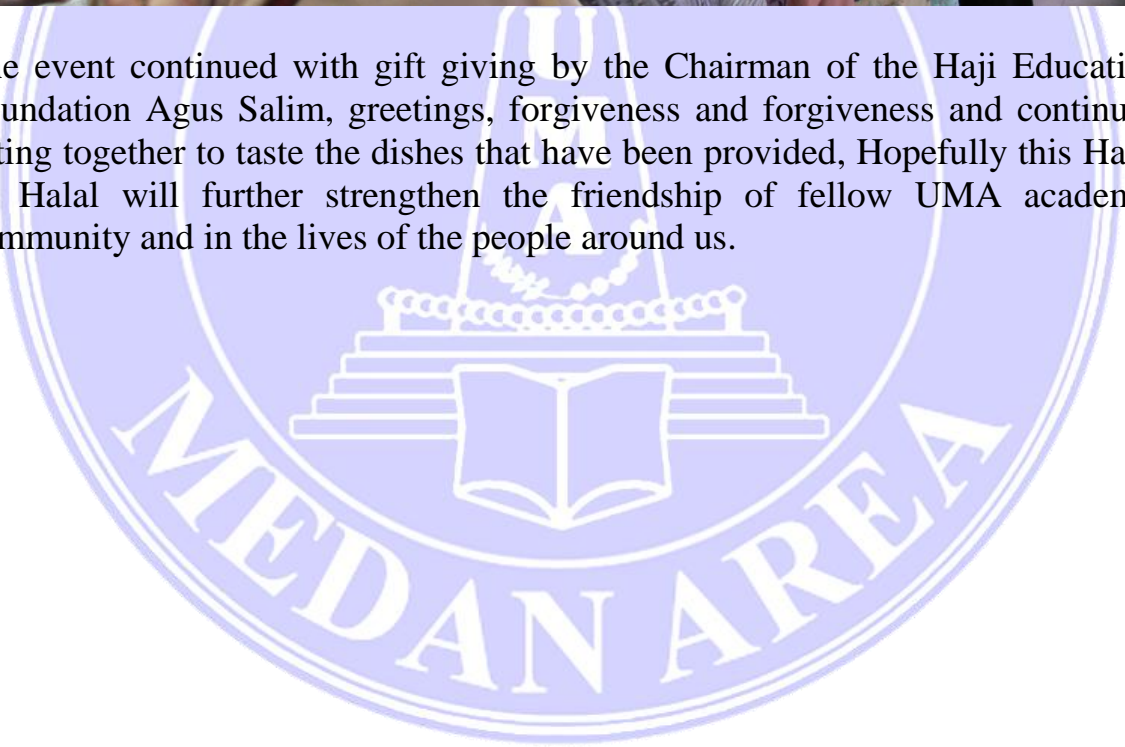 e event continued with gift giving by the Chairman of the Haji Educati
undation Agus Salim, greetings, forgiveness and forgiveness and continu
ting together to taste the dishes that have been provided, Hopefully this Ha
Halal will further strengthen the friendship of fellow UMA academ
mmunity and in the lives of the people around us.
UMA
MEDAN AREA